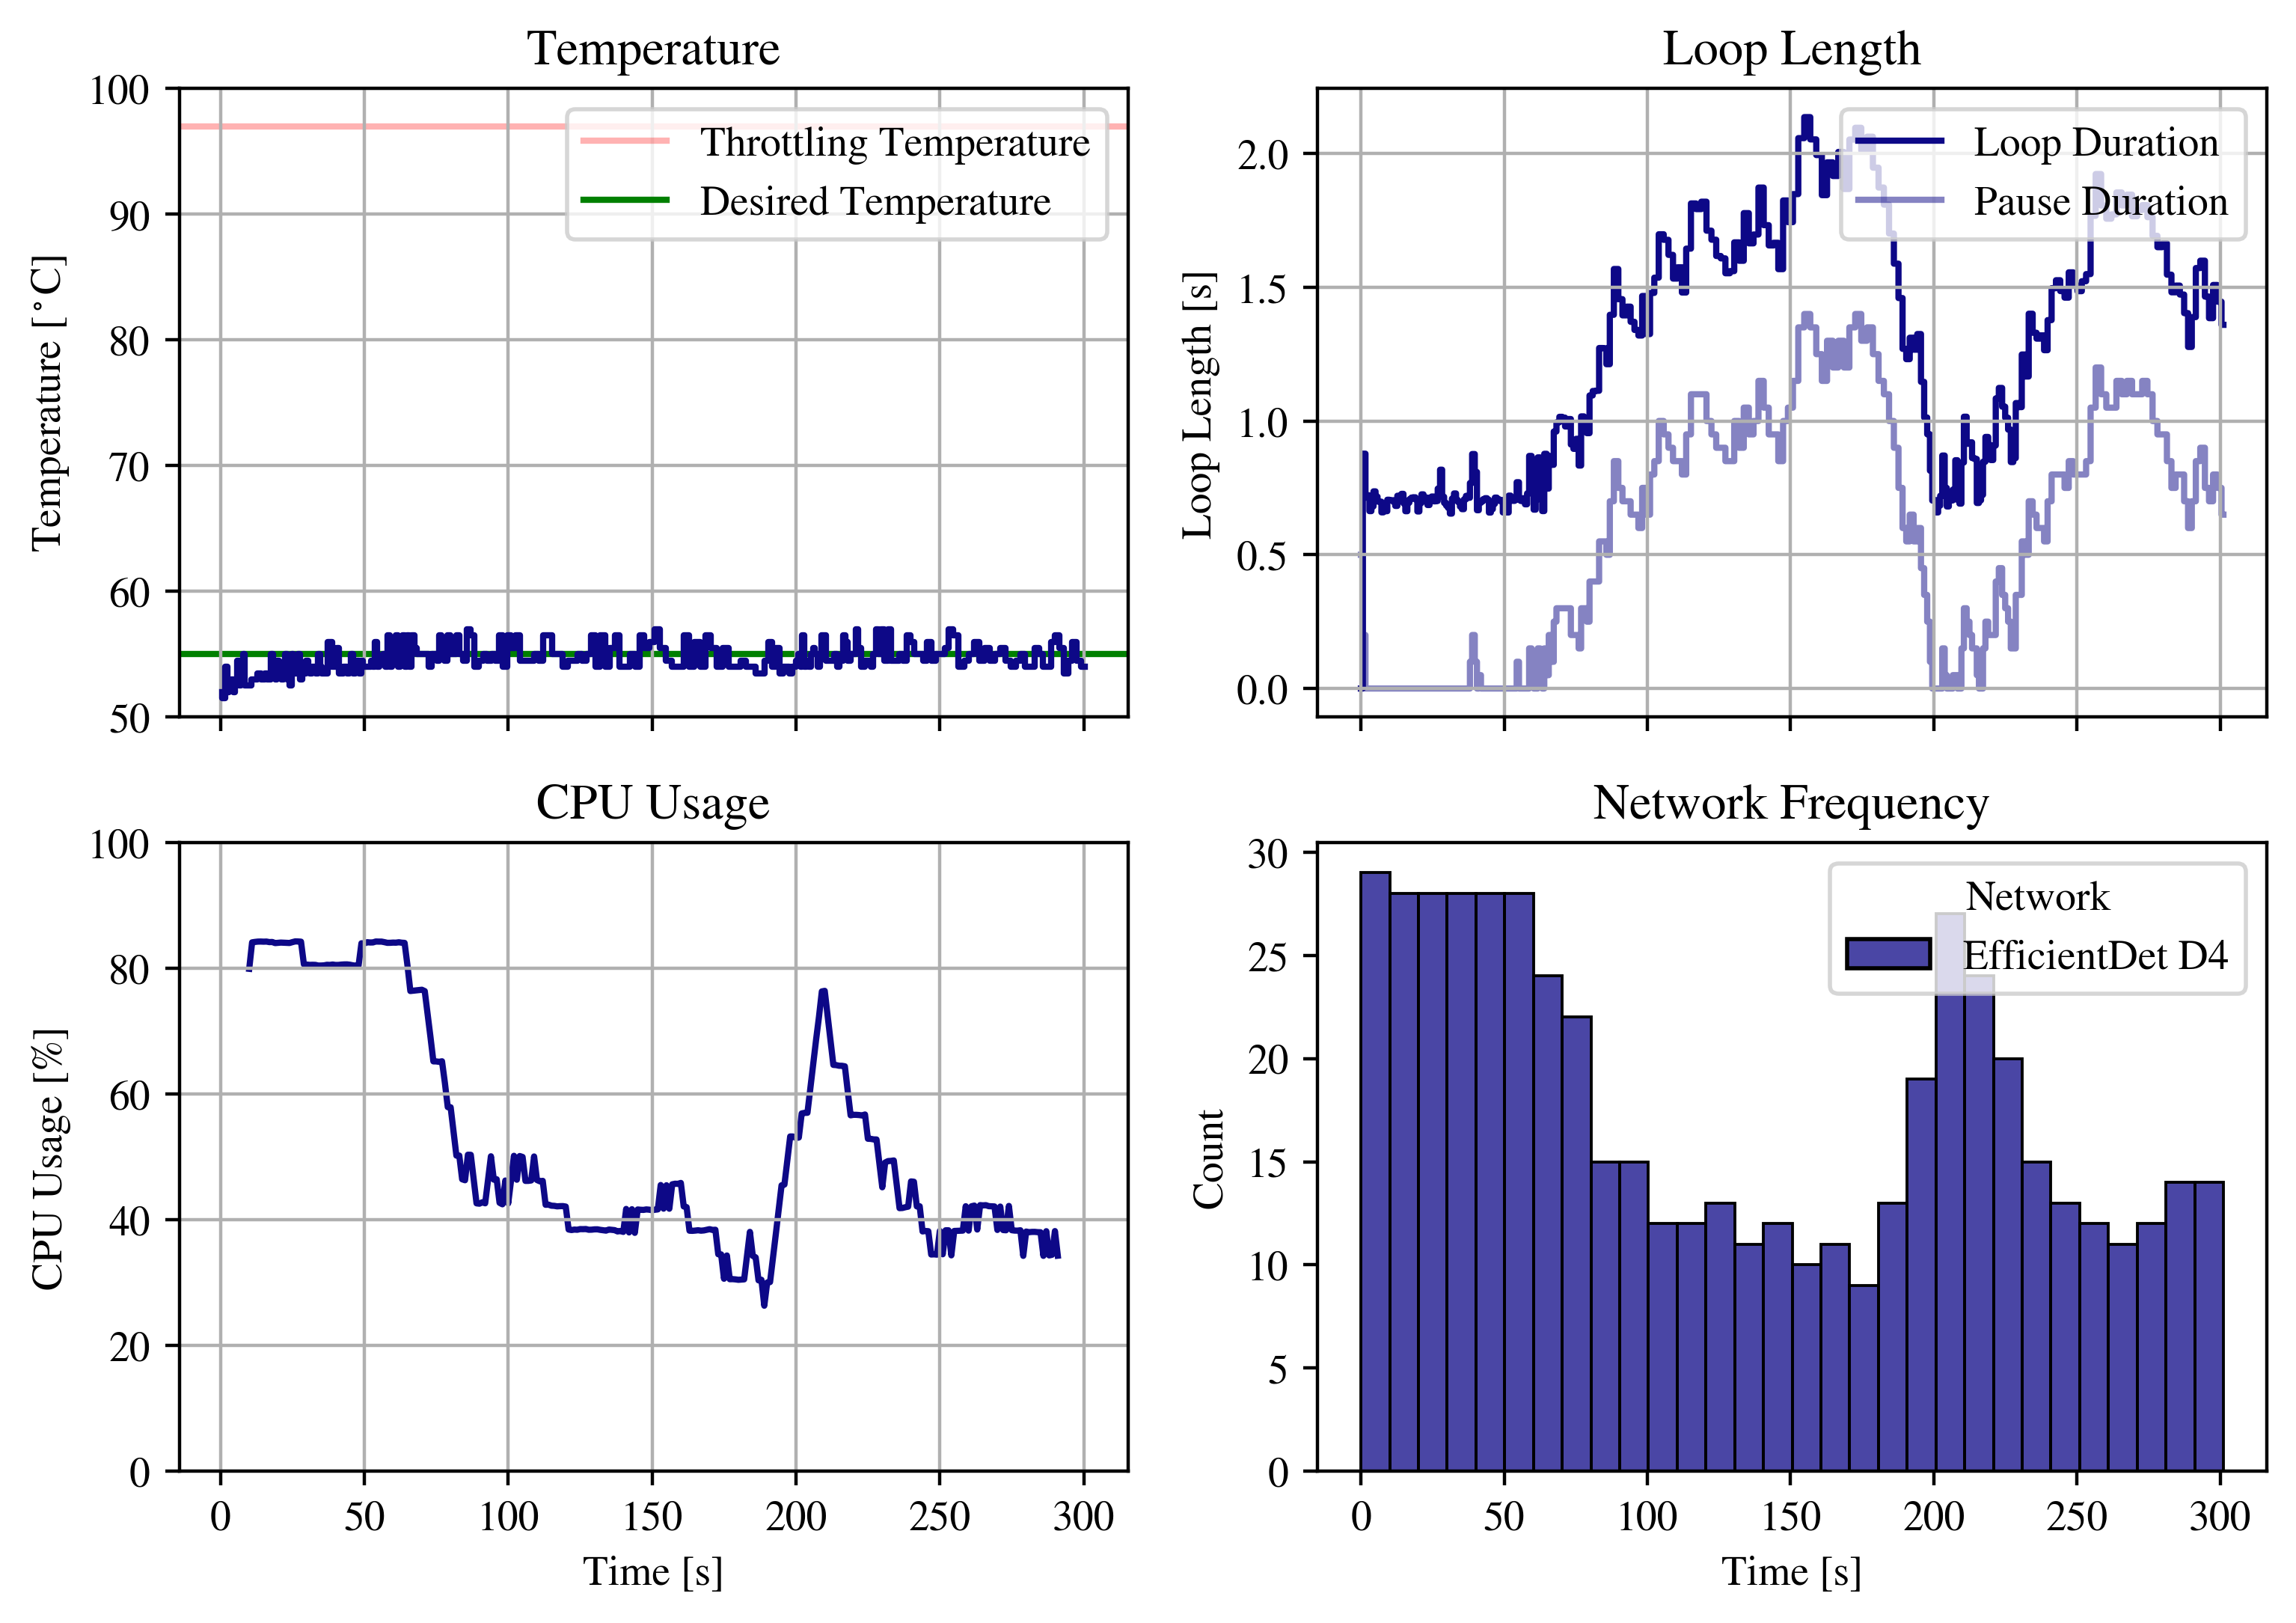 Temperature
100
90
80
70
60
50
Temperature [°C]
Throttling Temperature
Desired Temperature
Loop Length
2.0
1.5
1.0
0.5
0.0
Loop Length [s]
Loop Duration
Pause Duration
CPU Usage
100
80
60
40
20
0
CPU Usage [%]
0 50 100 150 200 250 300
Time [s]
Network Frequency
30
25
20
15
10
5
0
Count
Network
EfficientDet D4
0 50 100 150 200 250 300
Time [s]